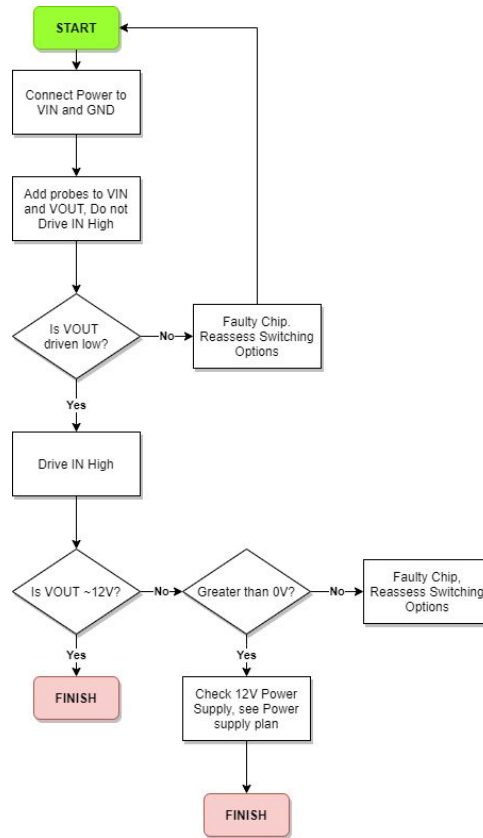 START
Connect Power to
VIN and GND
Add probes to VIN
and VOUT, Do not
Drive IN High
Is VOUT
driven low?
No
Faulty Chip.
Reassess Switching
Options
Yes
Drive IN High
Is VOUT ~12V?
No
Greater than 0V?
No
Faulty Chip,
Reassess Switching
Options
Yes
Yes
FINISH
Check 12V Power
Supply, see Power
supply plan
FINISH